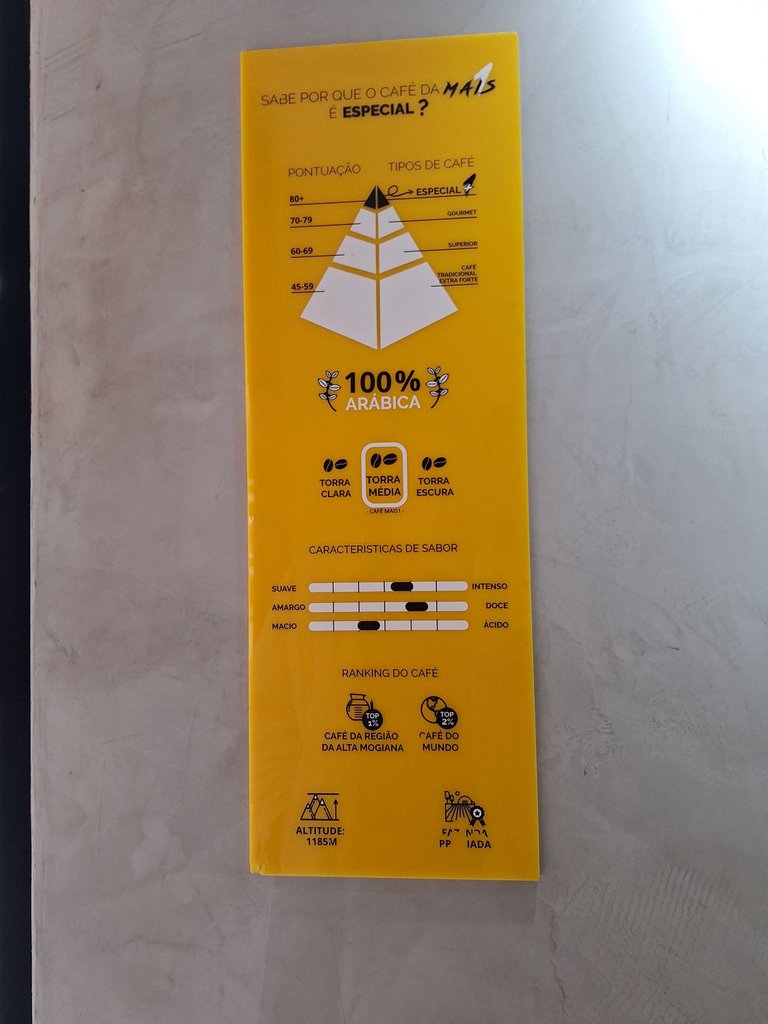 SABE POR QUE O CAFÉ DA MAIS1
É ESPECIAL?
PONTUAÇÃO TIPOS DE CAFÉ
80+ ESPECIAL
70-79 GOURMET
60-69 SUPERIOR
45-59 CAFÉ
TRADICIONAL
EXTRA FORTE
100%
ARÁBICA
TORRA
CLARA
TORRA
MÉDIA
- CAFÉ MAIS1 -
TORRA
ESCURA
CARACTERÍSTICAS DE SABOR
SUAVE INTENSO
AMARGO DOCE
MACIO ÁCIDO
RANKING DO CAFÉ
TOP
1%
CAFÉ DA REGIÃO
DA ALTA MOGIANA
TOP
2%
CAFÉ DO
MUNDO
ALTITUDE:
1185M